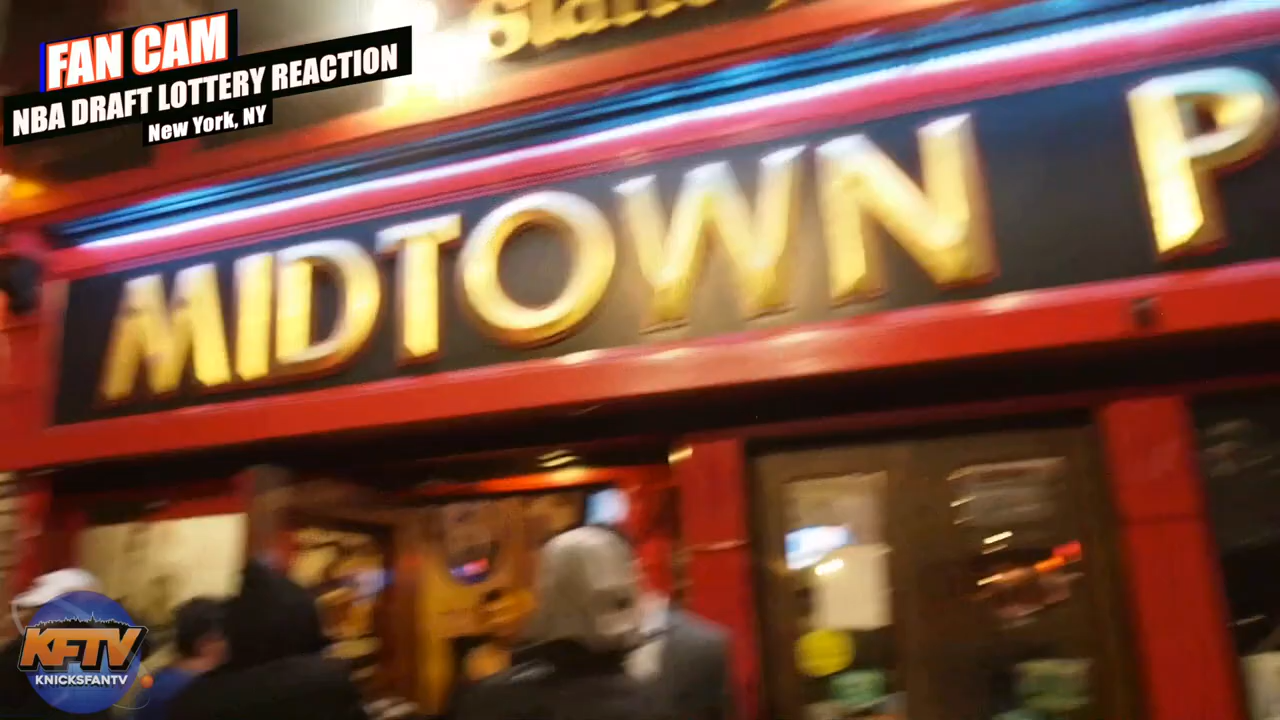 FAN CAM
NBA DRAFT LOTTERY REACTION
New York, NY
MIDTOWN P
KFTV
KNICKSFANTV